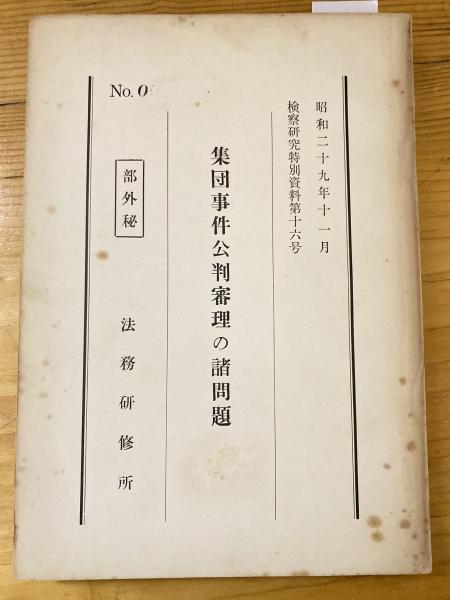 昭和二十九年十一月
検察研究特別資料第十六号
集団事件公判審理の諸問題
No. 0
部外秘
法務研修所